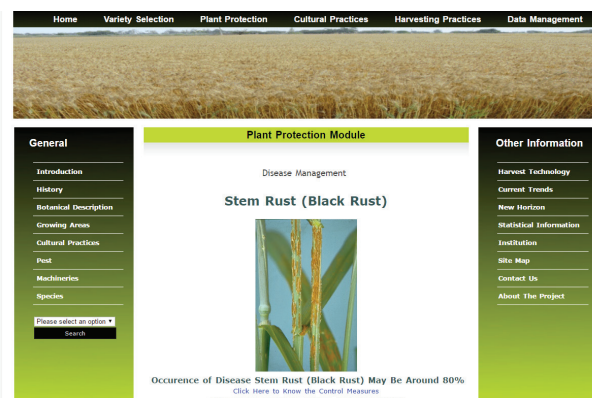 Home Variety Selection Plant Protection Cultural Practices Harvesting Practices Data Management
General
Introduction
History
Botanical Description
Growing Areas
Cultural Practices
Pest
Machineries
Species
Please select an option
Search
Plant Protection Module
Disease Management
Stem Rust (Black Rust)
Occurence of Disease Stem Rust (Black Rust) May Be Around 80%
Click Here to Know the Control Measures
Other Information
Harvest Technology
Current Trends
New Horizon
Statistical Information
Institution
Site Map
Contact Us
About The Project